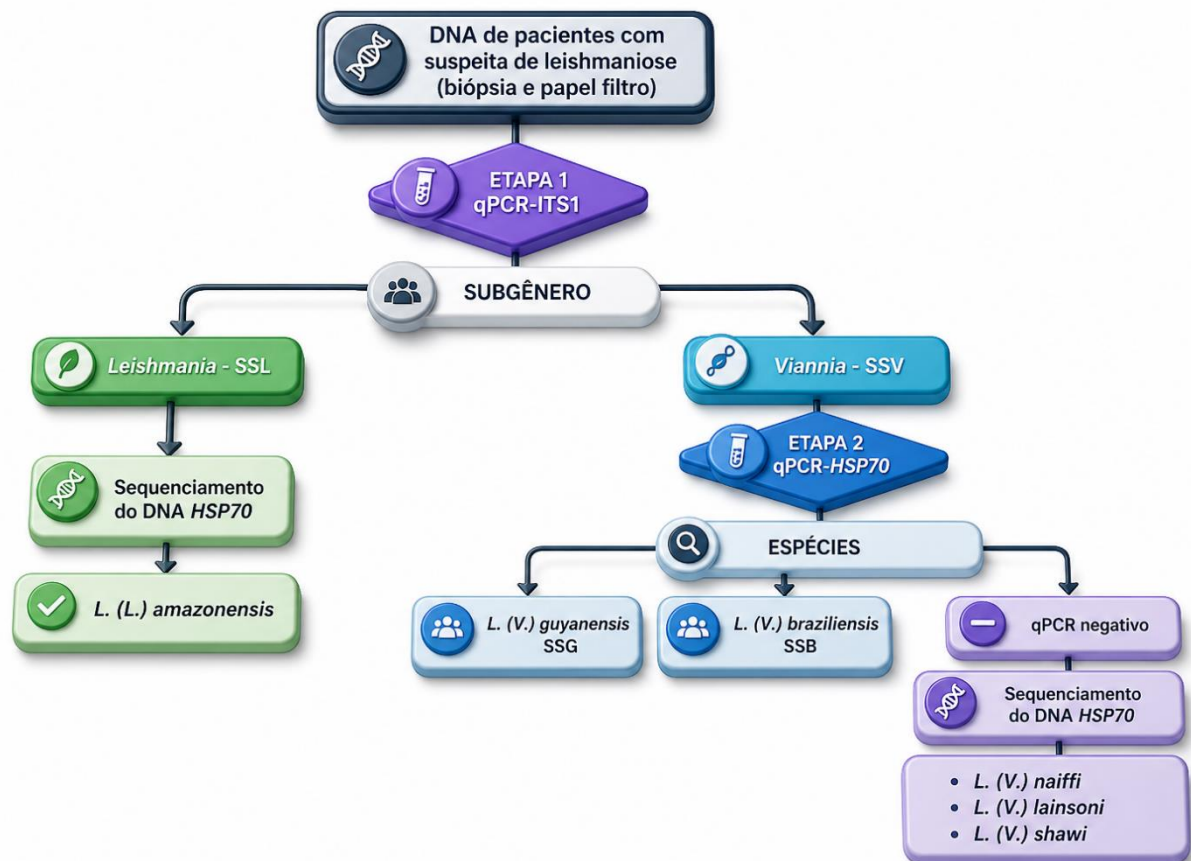 DNA de pacientes com
suspeita de leishmaniose
(biópsia e papel filtro)
ETAPA 1
qPCR-ITS1
SUBGÊNERO
Leishmania - SSL
Viannia - SSV
ETAPA 2
qPCR-HSP70
Sequenciamento
do DNA HSP70
ESPÉCIES
L. (L.) amazonensis
L. (V.) guyanensis
SSG
L. (V.) braziliensis
SSB
qPCR negativo
Sequenciamento
do DNA HSP70
• L. (V.) naiffi
• L. (V.) lainsoni
• L. (V.) shawi